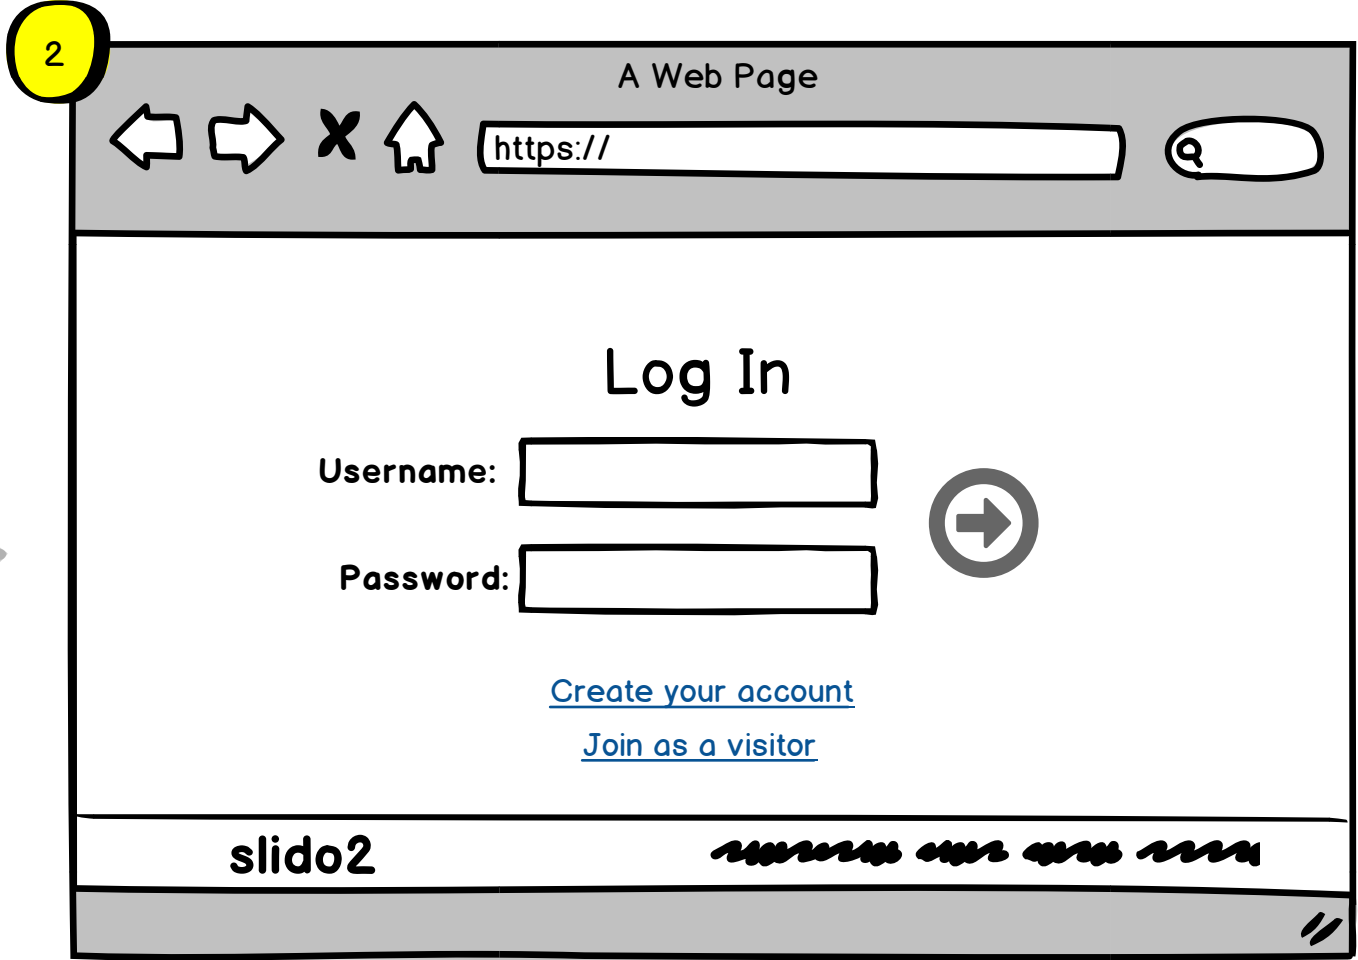 2
A Web Page
https://
Log In
Username:
Password:
Create your account
Join as a visitor
slido2